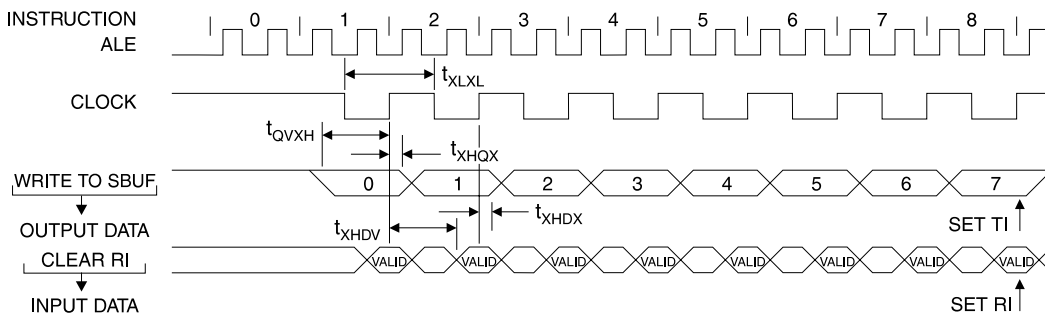 INSTRUCTION 0 1 2 3 4 5 6 7 8
ALE
tXLXL
CLOCK
tQVXH
tXHQX
WRITE TO SBUF 0 1 2 3 4 5 6 7
tXHDX
OUTPUT DATA tXHDV SET TI
CLEAR RI VALID VALID VALID VALID VALID VALID VALID VALID
INPUT DATA SET RI